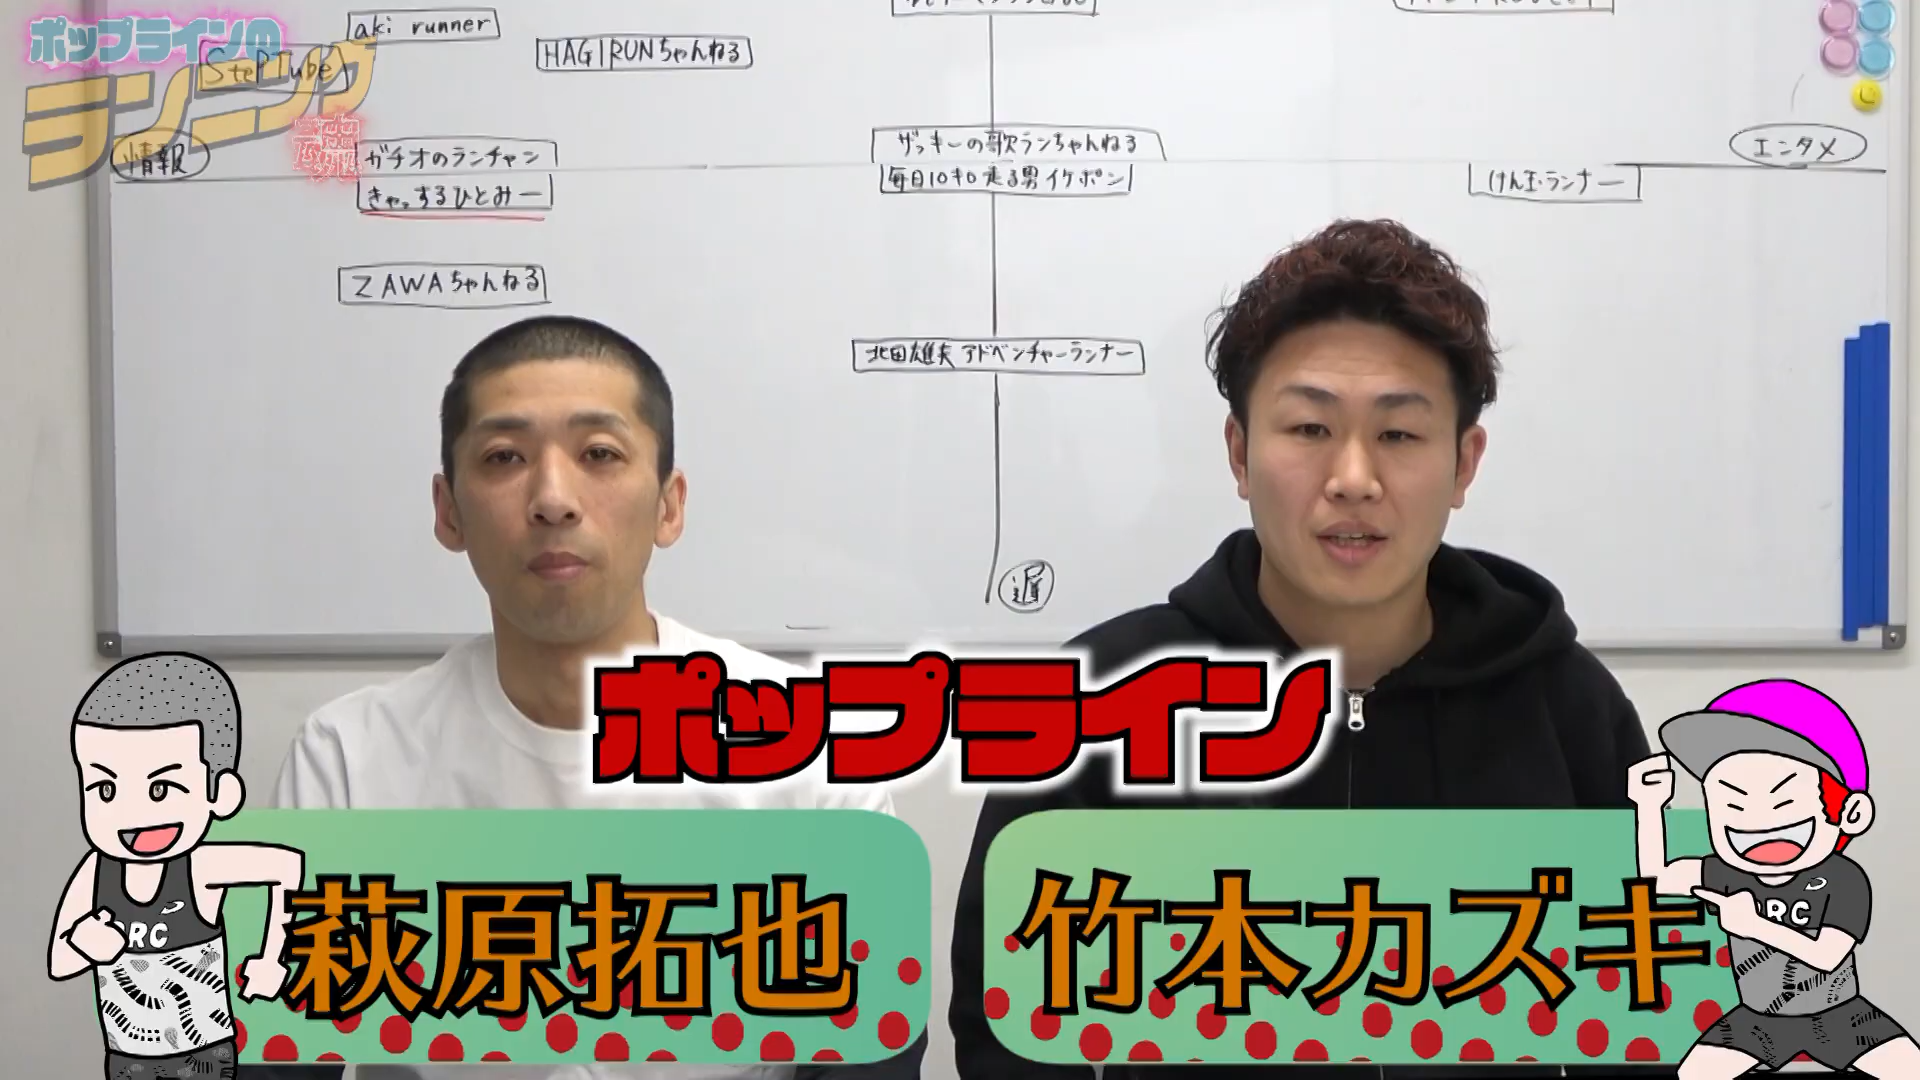 ポップラインの
ランニング
魂
aki runner
StepTube
HAGIRUNちゃんねる
情報
ガチオのランチャン
きゃっするひとみー
ザッキーの歌ランちゃんねる
毎日10キロ走る男イケポン
エンタメ
けん玉ランナー
ZAWAちゃんねる
北田雄夫 アドベンチャーランナー
遅
ポップライン
萩原拓也
竹本カズキ
RC
RC